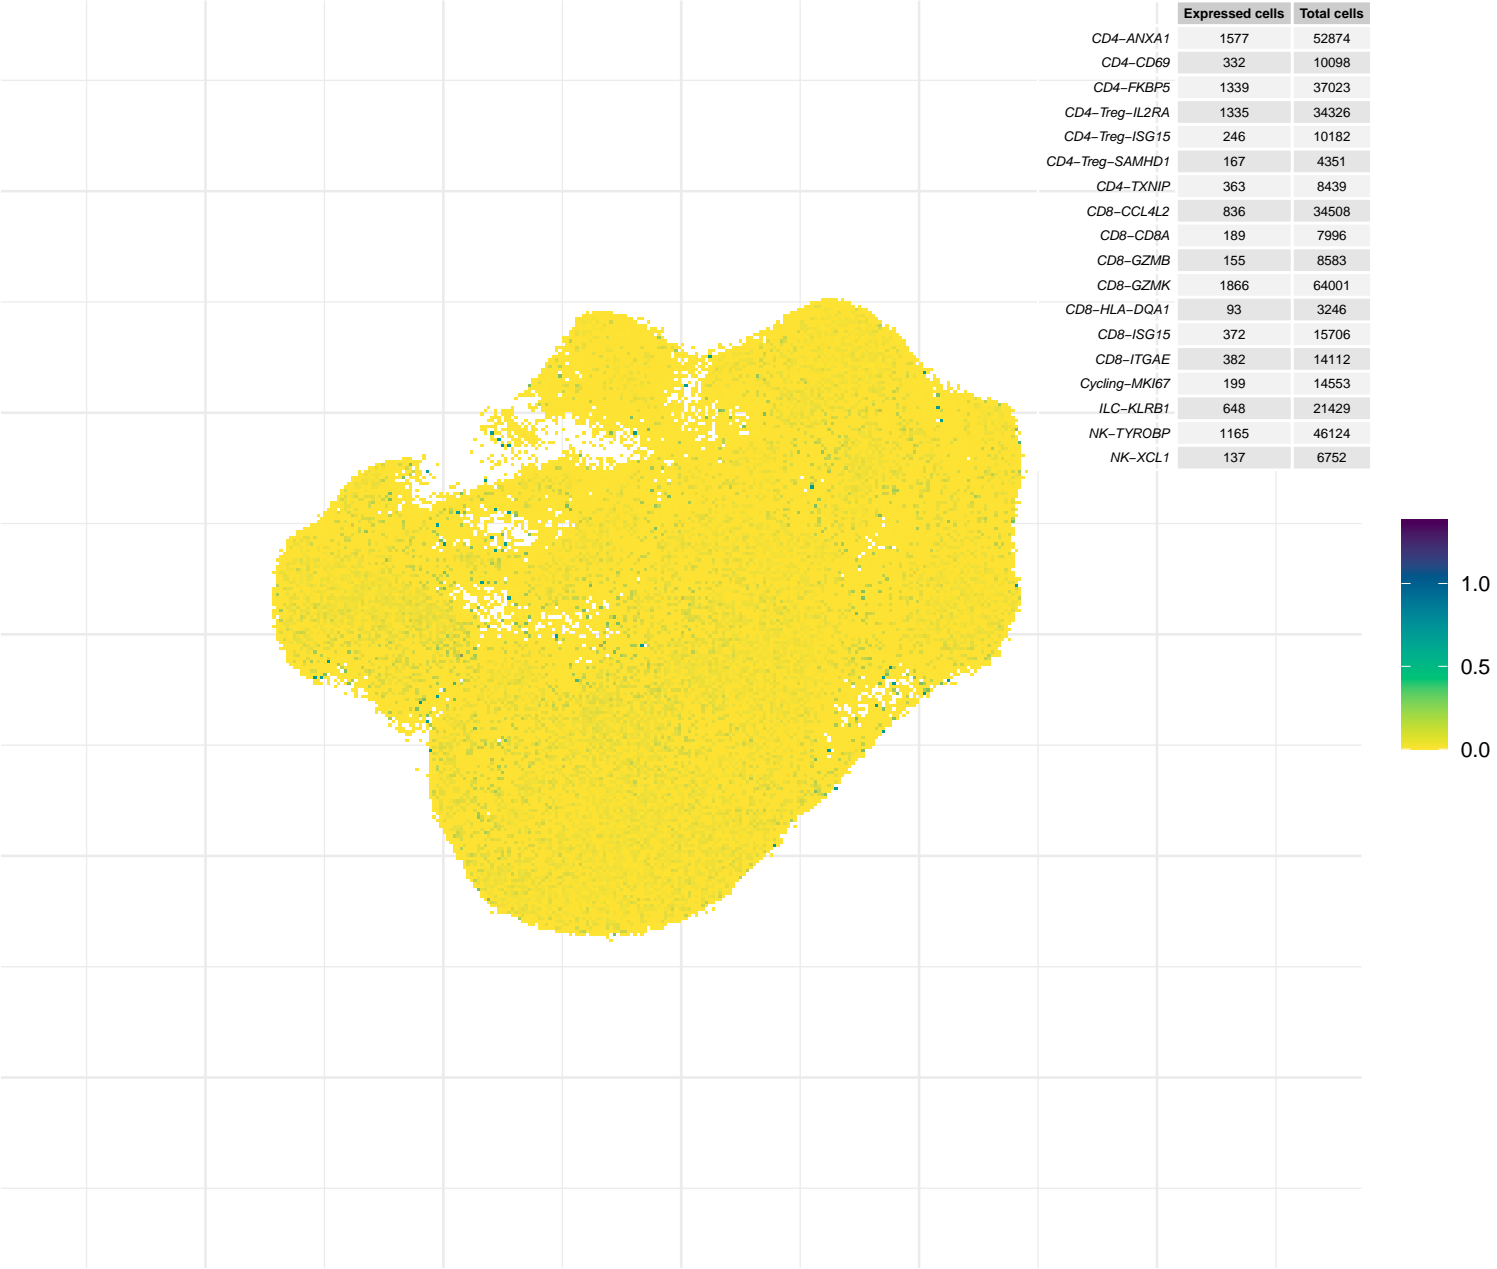 Expressed cells Total cells
CD4−ANXA1 1577 52874
CD4−CD69 332 10098
CD4−FKBP5 1339 37023
CD4−Treg−IL2RA 1335 34326
CD4−Treg−ISG15 246 10182
CD4−Treg−SAMHD1 167 4351
CD4−TXNIP 363 8439
CD8−CCL4L2 836 34508
CD8−CD8A 189 7996
CD8−GZMB 155 8583
CD8−GZMK 1866 64001
CD8−HLA−DQA1 93 3246
CD8−ISG15 372 15706
CD8−ITGAE 382 14112
Cycling−MKI67 199 14553
ILC−KLRB1 648 21429
NK−TYROBP 1165 46124
NK−XCL1 137 6752
1.0
0.5
0.0